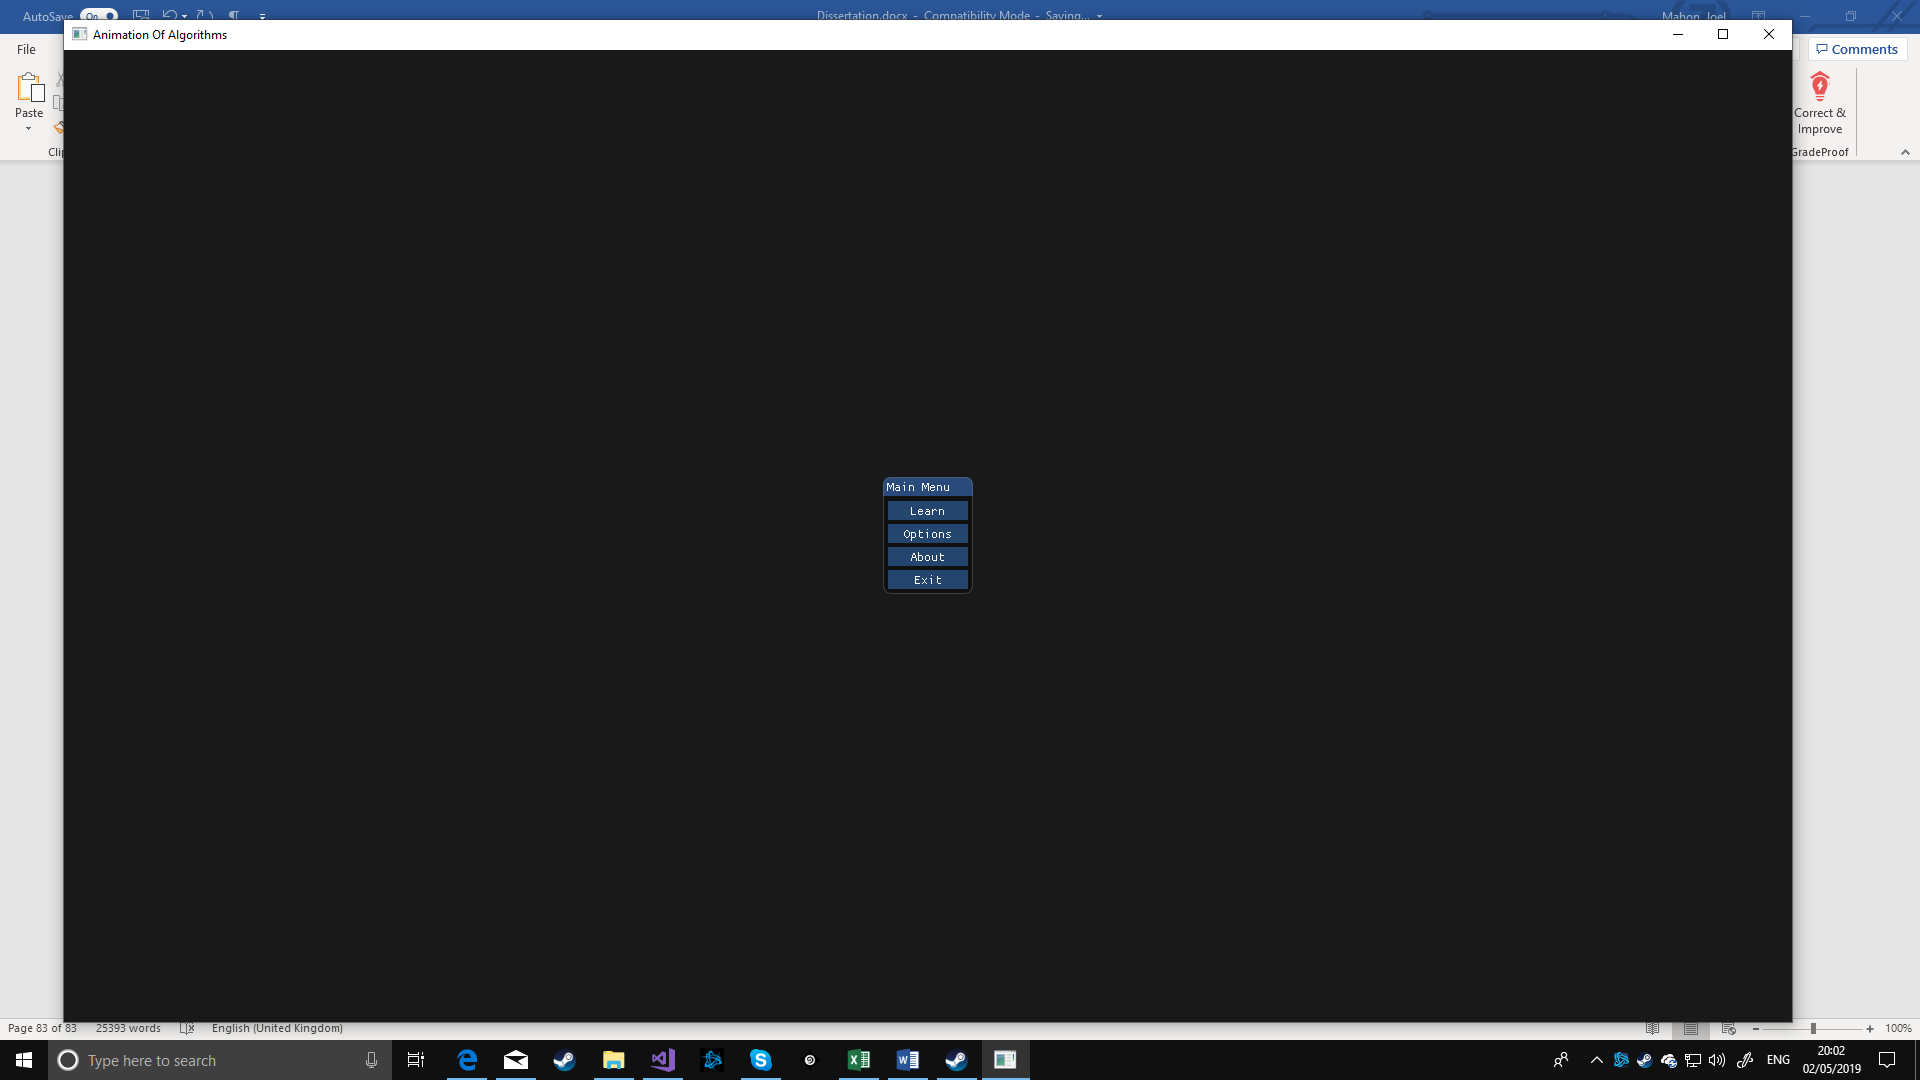 AutoSave On
Dissertation.docx - Compatibility Mode - Saving...
Mahon, Joel
Animation Of Algorithms
File
Comments
Paste
Correct &
Improve
Clip
GradeProof
Main Menu
Learn
Options
About
Exit
Page 83 of 83 25393 words English (United Kingdom)
100%
Type here to search
ENG
20:02
02/05/2019